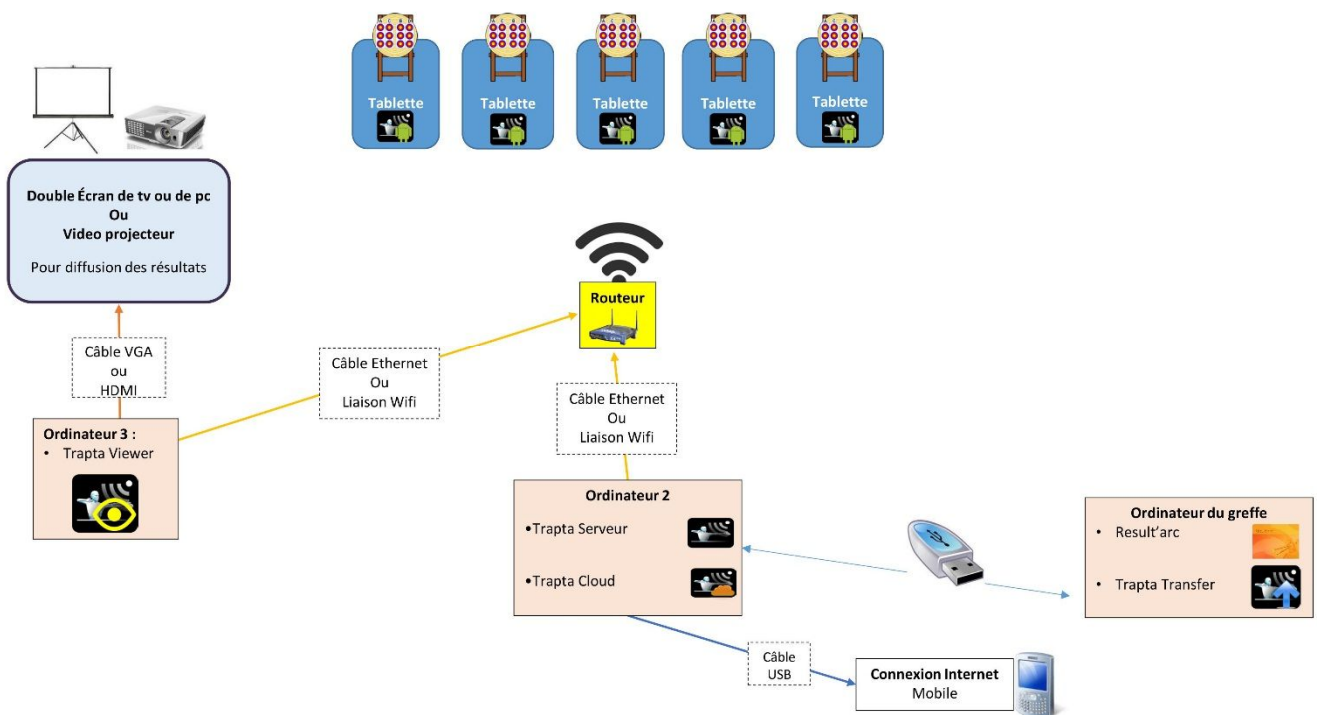 Tablette
Tablette
Tablette
Tablette
Tablette
Double Écran de tv ou de pc
Ou
Video projecteur
Pour diffusion des résultats
Routeur
Câble VGA
ou
HDMI
Câble Ethernet
Ou
Liaison Wifi
Câble Ethernet
Ou
Liaison Wifi
Ordinateur 3 :
• Trapta Viewer
Ordinateur 2
•Trapta Serveur
•Trapta Cloud
Ordinateur du greffe
• Result’arc
• Trapta Transfer
Câble
USB
Connexion Internet
Mobile